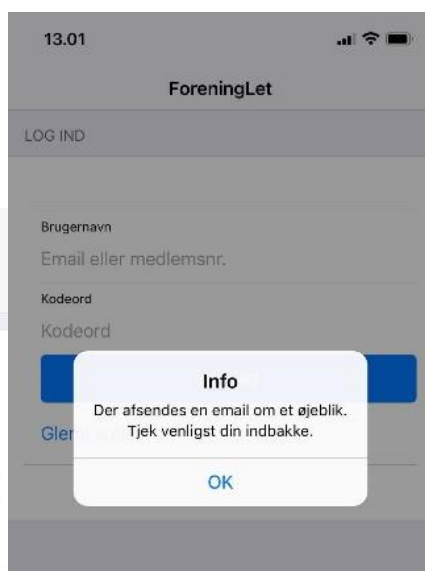 13.01
ForeningLet
LOG IND
Brugernavn
Email eller medlemsnr.
Kodeord
Kodeord
Info
Der afsendes en email om et øjeblik.
Tjek venligst din indbakke.
OK